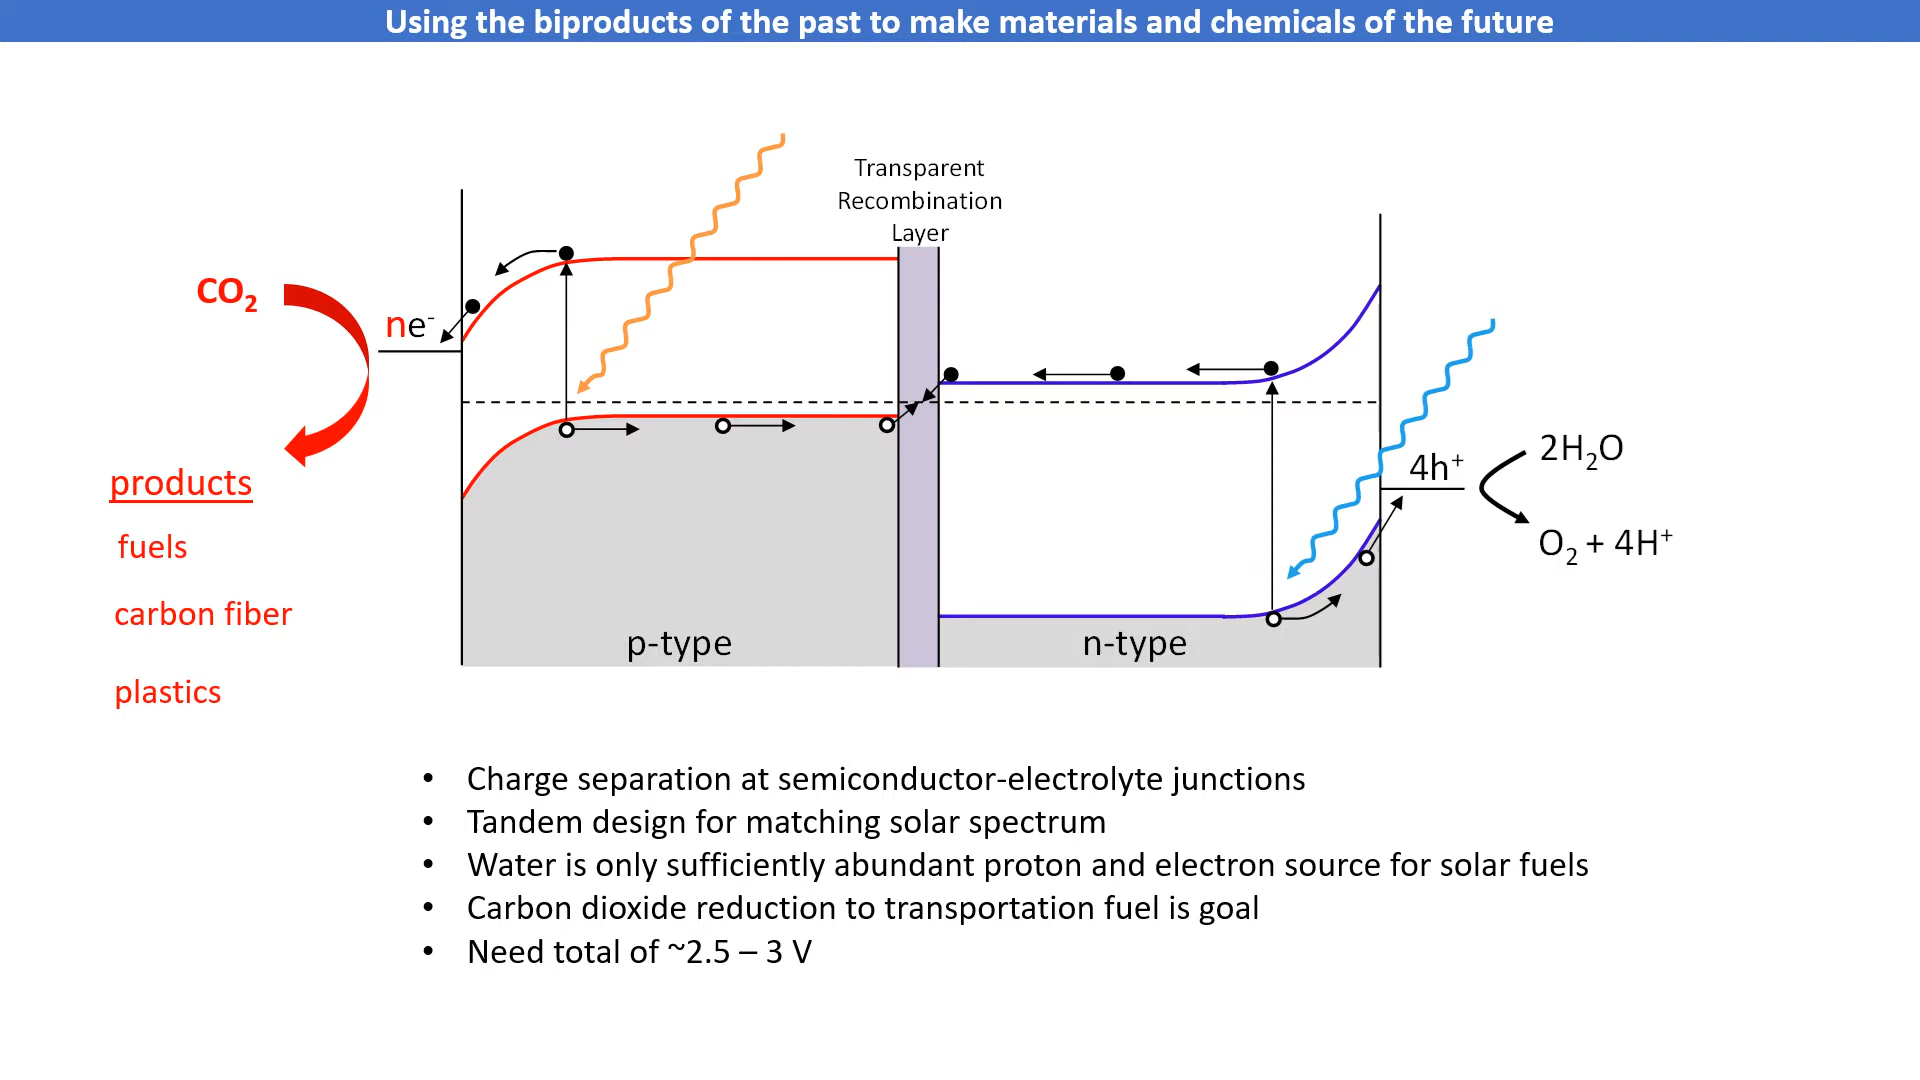 Using the biproducts of the past to make materials and chemicals of the future
Transparent
Recombination
Layer
CO2
ne-
products
fuels
carbon fiber
plastics
4h+
2H2O
O2 + 4H+
p-type
n-type
• Charge separation at semiconductor-electrolyte junctions
• Tandem design for matching solar spectrum
• Water is only sufficiently abundant proton and electron source for solar fuels
• Carbon dioxide reduction to transportation fuel is goal
• Need total of ~2.5 – 3 V